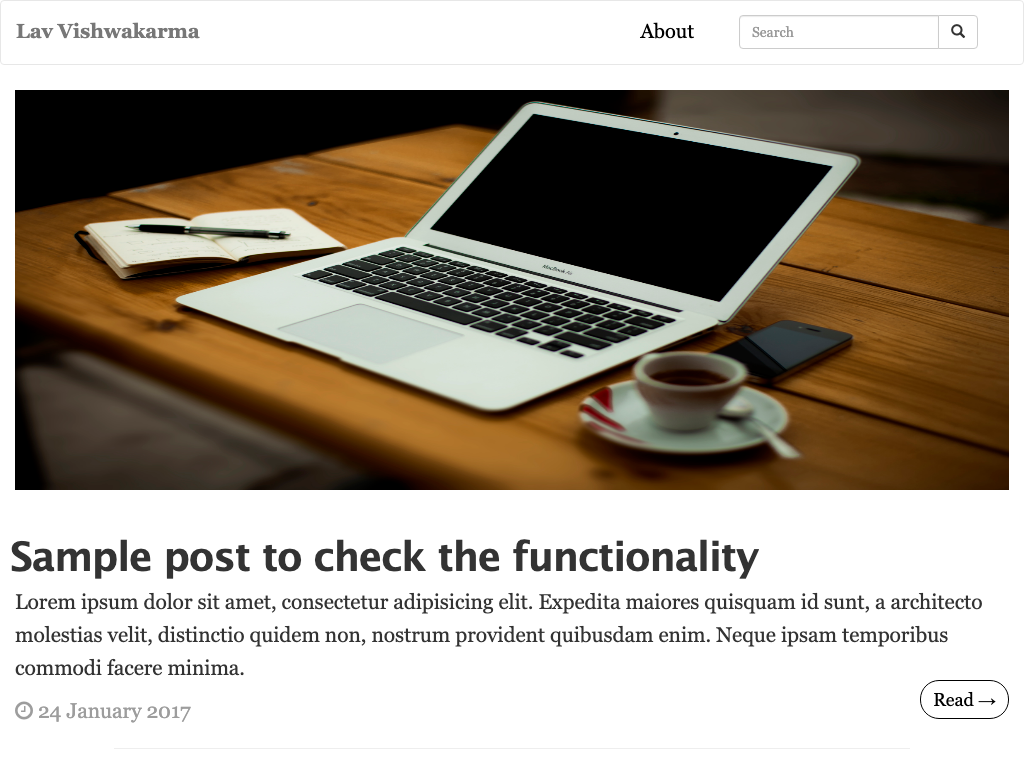 Lav Vishwakarma
About
Search
MacBook Air
Sample post to check the functionality
Lorem ipsum dolor sit amet, consectetur adipisicing elit. Expedita maiores quisquam id sunt, a architecto
molestias velit, distinctio quidem non, nostrum provident quibusdam enim. Neque ipsam temporibus
commodi facere minima.
24 January 2017
Read →